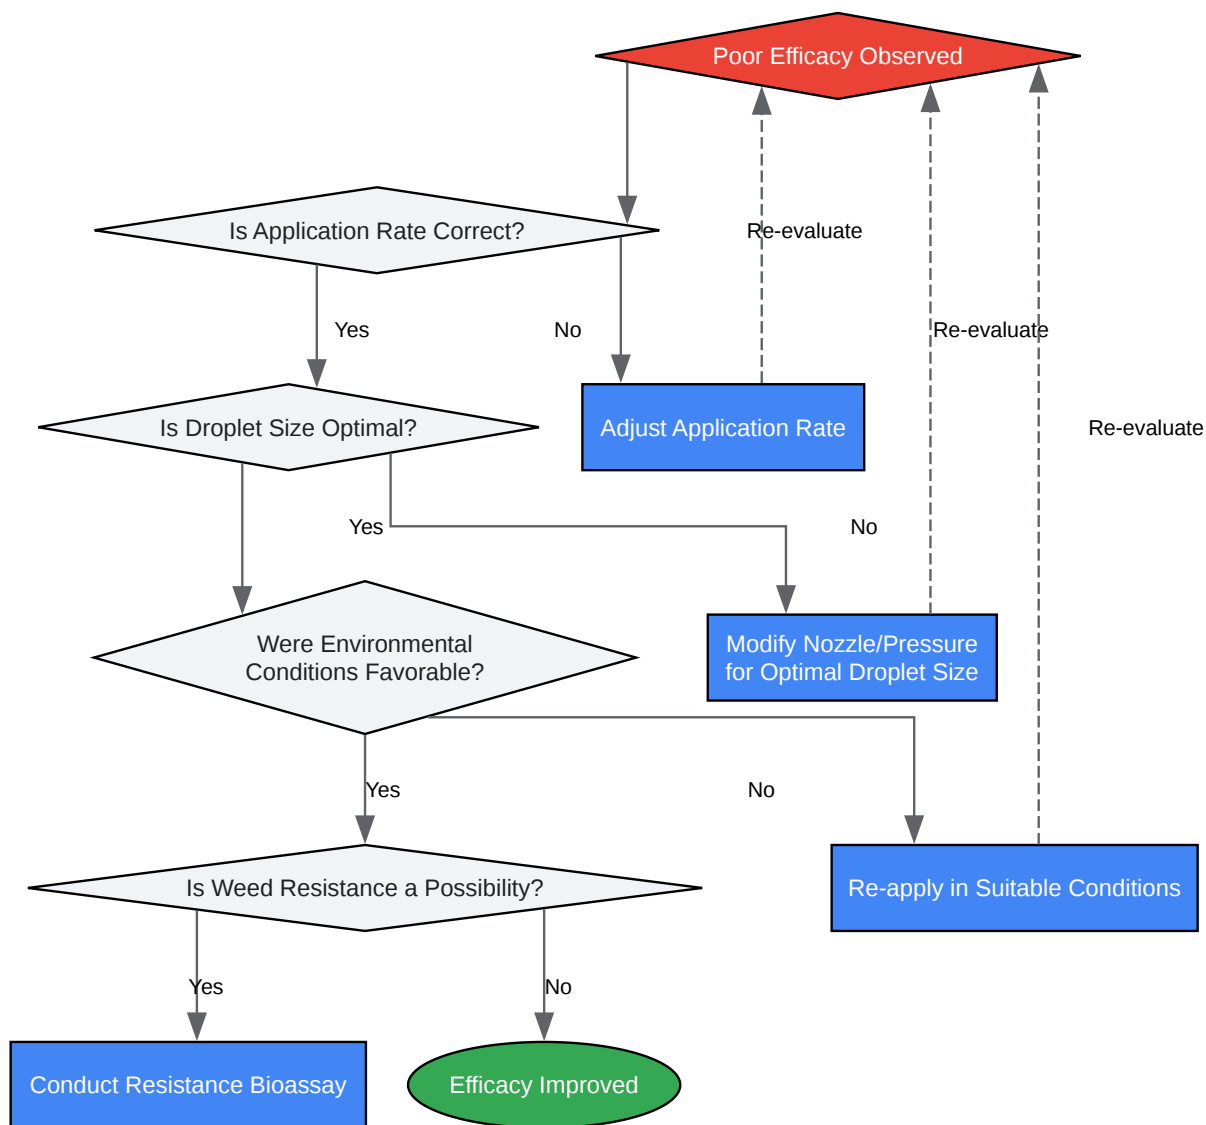 Poor Efficacy Observed
Is Application Rate Correct?
Re-evaluate
Yes
No
Re-evaluate
Is Droplet Size Optimal?
Adjust Application Rate
Re-evaluate
Yes
No
Were Environmental
Conditions Favorable?
Modify Nozzle/Pressure
for Optimal Droplet Size
Yes
No
Is Weed Resistance a Possibility?
Re-apply in Suitable Conditions
Yes
No
Conduct Resistance Bioassay
Efficacy Improved